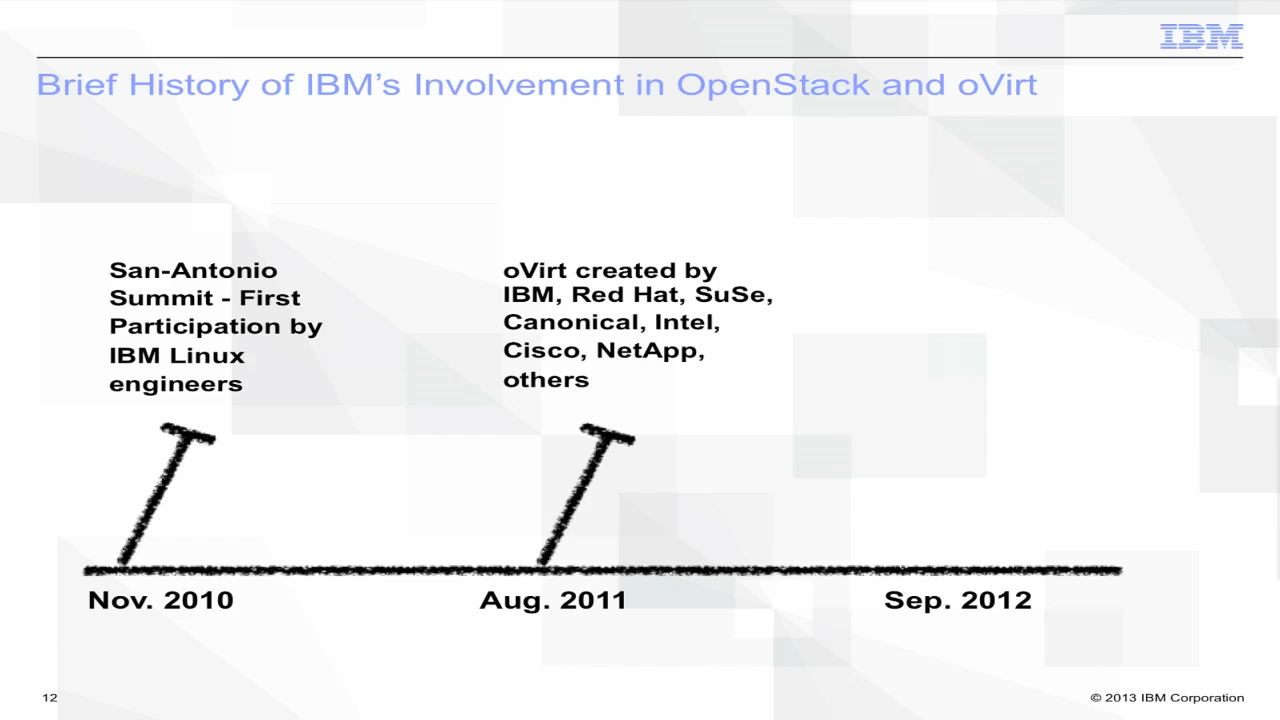 IBM
Brief History of IBM’s Involvement in OpenStack and oVirt
San-Antonio
Summit - First
Participation by
IBM Linux
engineers
oVirt created by
IBM, Red Hat, SuSe,
Canonical, Intel,
Cisco, NetApp,
others
Nov. 2010
Aug. 2011
Sep. 2012
12
© 2013 IBM Corporation